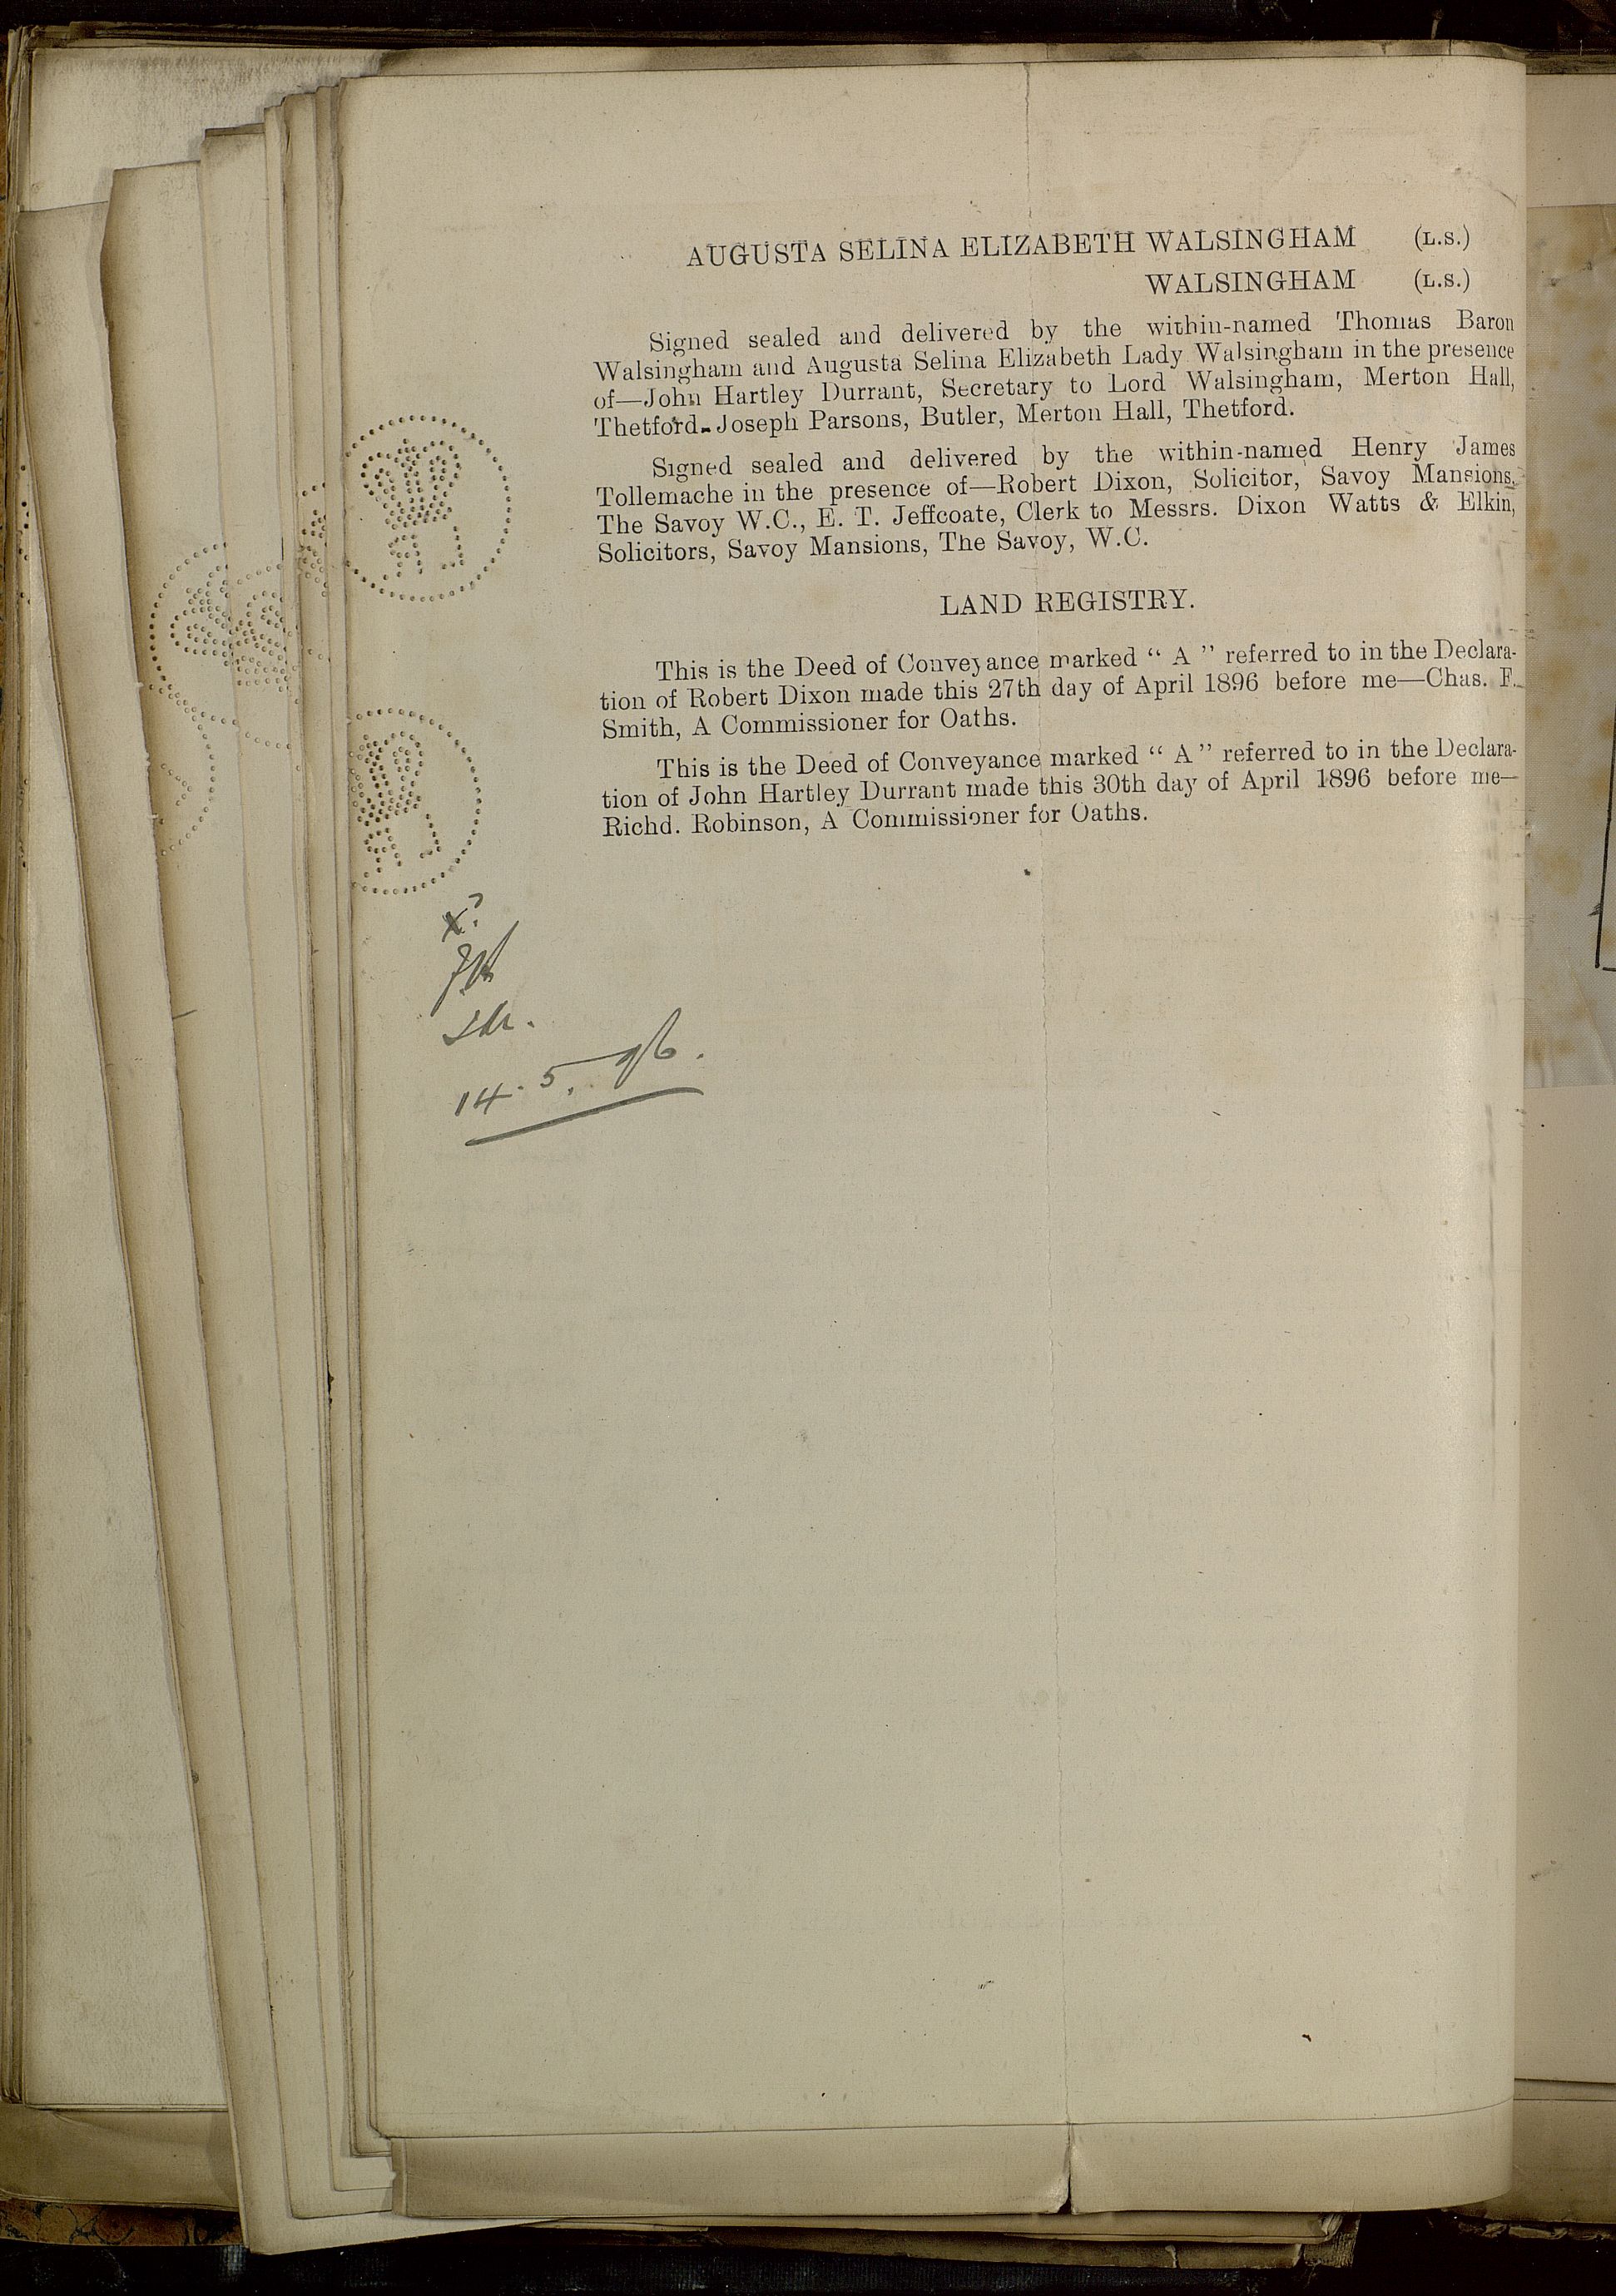 AUGUSTA SELINA ELIZABETH WALSINGHAM (L.S.)
WALSINGHAM (L.S.)
Signed sealed and delivered by the within-named Thomas Baron
Walsingham and Augusta Selina Elizabeth Lady Walsingham in the presence
of—John Hartley Durrant, Secretary to Lord Walsingham, Merton Hall,
Thetford-Joseph Parsons, Butler, Merton Hall, Thetford.
Signed sealed and delivered by the within-named Henry James
Tollemache in the presence of—Robert Dixon, Solicitor, Savoy Mansions,
The Savoy W.C., E. T. Jeffcoate, Clerk to Messrs. Dixon Watts & Elkin,
Solicitors, Savoy Mansions, The Savoy, W.C.
LAND REGISTRY.
This is the Deed of Conveyance marked “ A ” referred to in the Declara-
tion of Robert Dixon made this 27th day of April 1896 before me—Chas. F.
Smith, A Commissioner for Oaths.
This is the Deed of Conveyance marked “ A ” referred to in the Declara-
tion of John Hartley Durrant made this 30th day of April 1896 before me—
Richd. Robinson, A Commissioner for Oaths.
14. 5. 96.